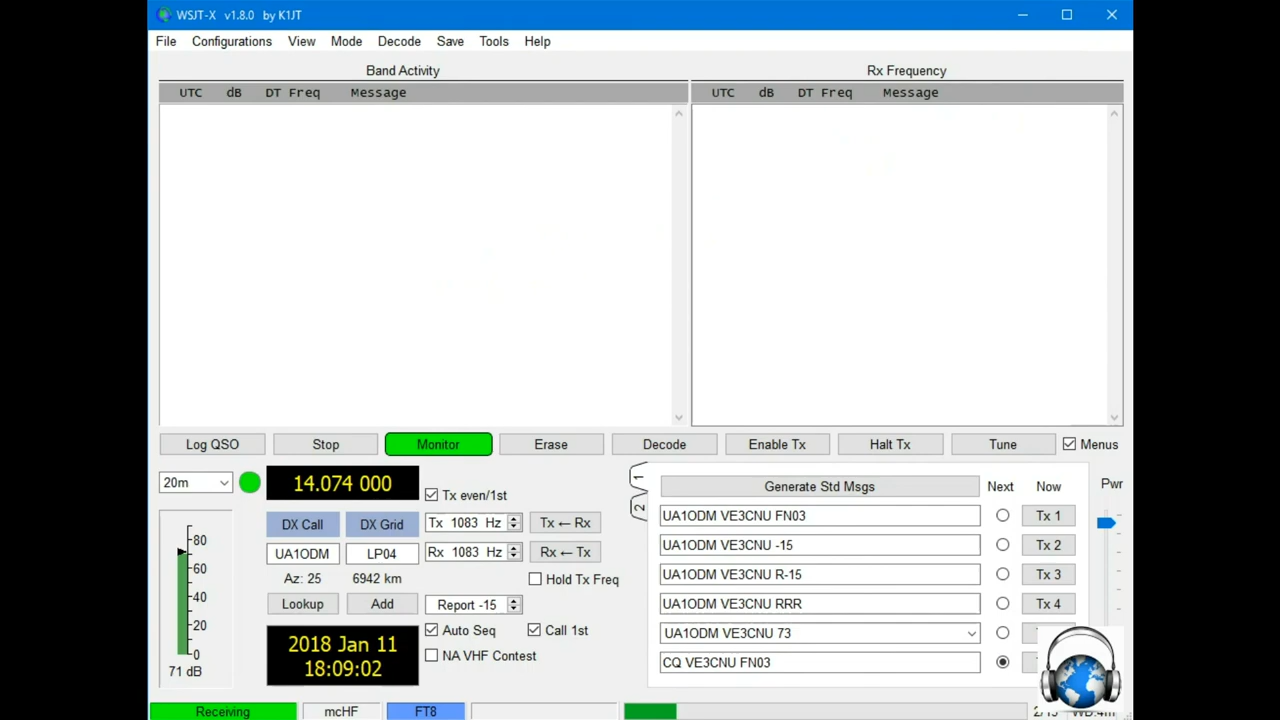 WSJT-X v1.8.0 by K1JT
File Configurations View Mode Decode Save Tools Help
Band Activity Rx Frequency
UTC dB DT Freq Message UTC dB DT Freq Message
Log QSO Stop Monitor Erase Decode Enable Tx Halt Tx Tune Menus
20m 14.074 000 Tx even/1st
1
2
Generate Std Msgs Next Now Pwr
DX Call DX Grid Tx 1083 Hz Tx ← Rx
UA1ODM VE3CNU FN03 Tx 1
UA1ODM LP04 Rx 1083 Hz Rx ← Tx
UA1ODM VE3CNU -15 Tx 2
Az: 25 6942 km Hold Tx Freq
UA1ODM VE3CNU R-15 Tx 3
Lookup Add Report -15
UA1ODM VE3CNU RRR Tx 4
Auto Seq Call 1st
UA1ODM VE3CNU 73
2018 Jan 11
18:09:02
NA VHF Contest
CQ VE3CNU FN03
80
60
40
20
0
71 dB
Receiving mcHF FT8